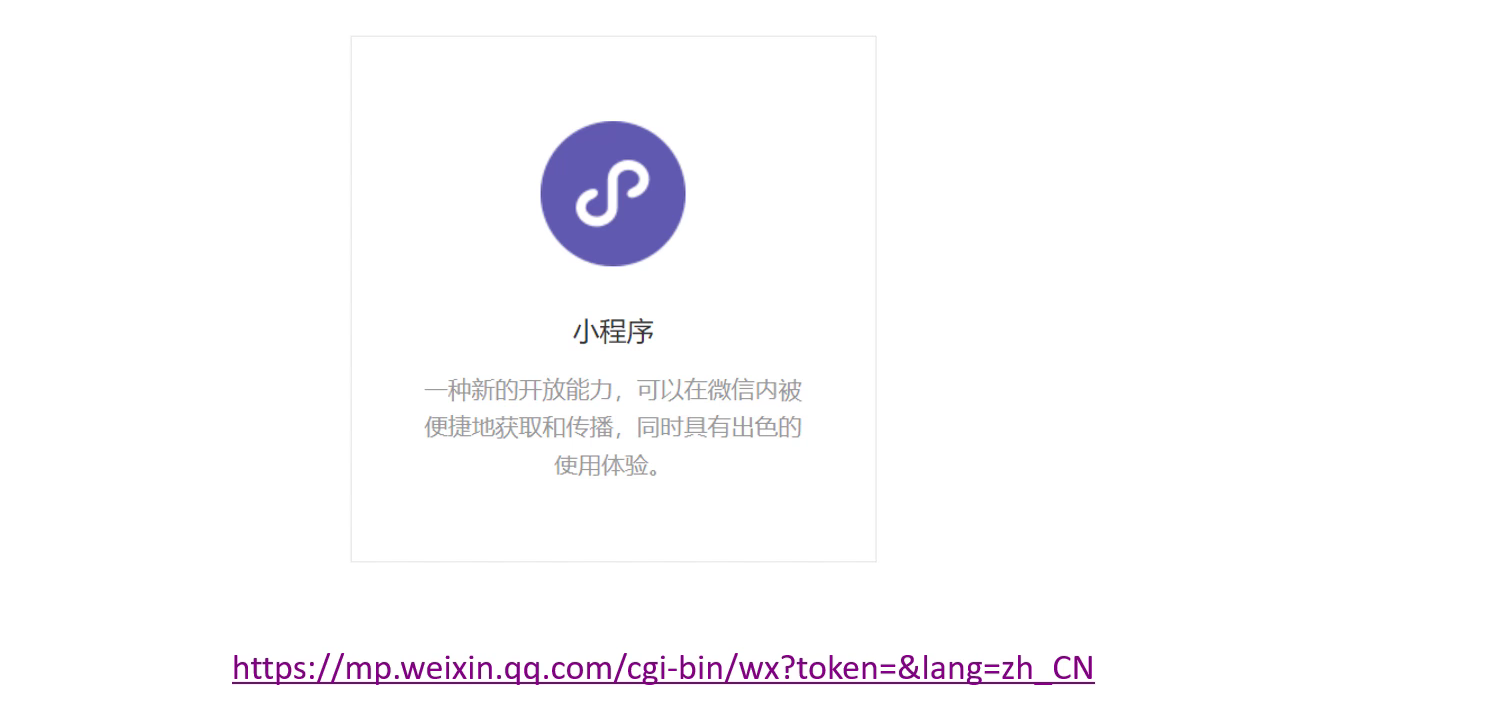 小程序
一种新的开放能力，可以在微信内被
便捷地获取和传播，同时具有出色的
使用体验。
https://mp.weixin.qq.com/cgi-bin/wx?token=&lang=zh_CN